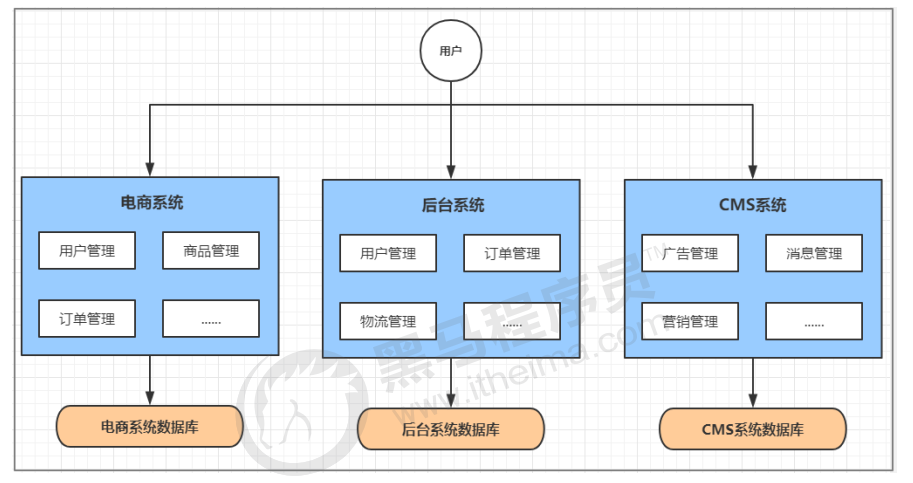 用户
电商系统
用户管理
商品管理
订单管理
......
后台系统
用户管理
订单管理
物流管理
......
CMS系统
广告管理
消息管理
营销管理
......
电商系统数据库
后台系统数据库
CMS系统数据库
黑马程序员™
www.itheima.com